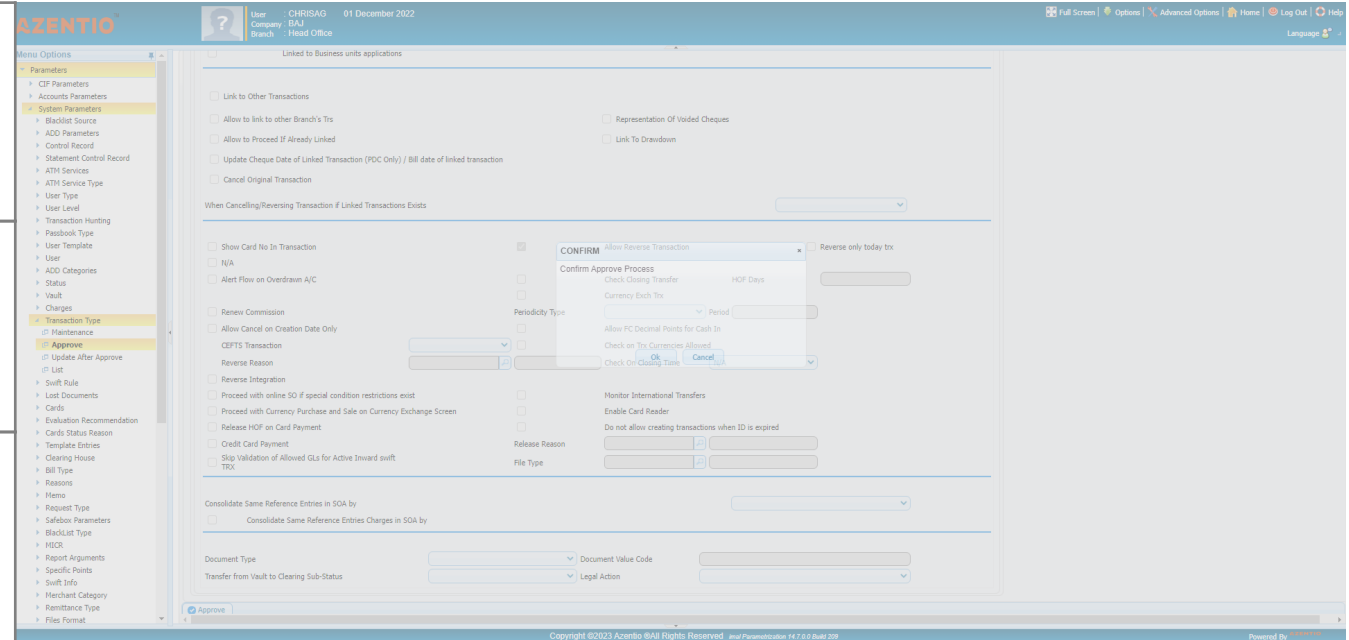 AZENTIO
User : CHRISAG 01 December 2022
Company : BAJ
Branch : Head Office
Full Screen | Options | Advanced Options | Home | Log Out | Help
Language
Menu Options
Parameters
CIF Parameters
Accounts Parameters
System Parameters
Blacklist Source
ADD Parameters
Control Record
Statement Control Record
ATM Services
ATM Service Type
User Type
User Level
Transaction Hunting
Passbook Type
User Template
User
ADD Categories
Status
Vault
Charges
Transaction Type
Maintenance
Approve
Update After Approve
List
Swift Rule
Lost Documents
Cards
Evaluation Recommendation
Cards Status Reason
Template Entries
Clearing House
Bill Type
Reasons
Memo
Request Type
Safebox Parameters
BlackList Type
MICR
Report Arguments
Specific Points
Swift Info
Merchant Category
Remittance Type
Files Format
Linked to Business units applications
Link to Other Transactions
Allow to link to other Branch's Trs Representation Of Voided Cheques
Allow to Proceed If Already Linked Link To Drawdown
Update Cheque Date of Linked Transaction (PDC Only) / Bill date of linked transaction
Cancel Original Transaction
When Cancelling/Reversing Transaction if Linked Transactions Exists
Show Card No In Transaction Allow Reverse Transaction Reverse only today trx
N/A
Alert Flow on Overdrawn A/C Check Closing Transfer HOF Days
Currency Exch Trx
Renew Commission Periodicity Type Period
Allow Cancel on Creation Date Only Allow FC Decimal Points for Cash In
CEFTS Transaction Check on Trx Currencies Allowed
Reverse Reason Check On Closing Time
Reverse Integration
Proceed with online SO if special condition restrictions exist Monitor International Transfers
Proceed with Currency Purchase and Sale on Currency Exchange Screen Enable Card Reader
Release HOF on Card Payment Do not allow creating transactions when ID is expired
Credit Card Payment Release Reason
Skip Validation of Allowed GLs for Active Inward swift
TRX File Type
Consolidate Same Reference Entries in SOA by
Consolidate Same Reference Entries Charges in SOA by
Document Type Document Value Code
Transfer from Vault to Clearing Sub-Status Legal Action
CONFIRM
Confirm Approve Process
Ok Cancel
Approve
Copyright ©2023 Azentio ®All Rights Reserved imal Parametrization 14.7.0.0 Build 209
Powered By